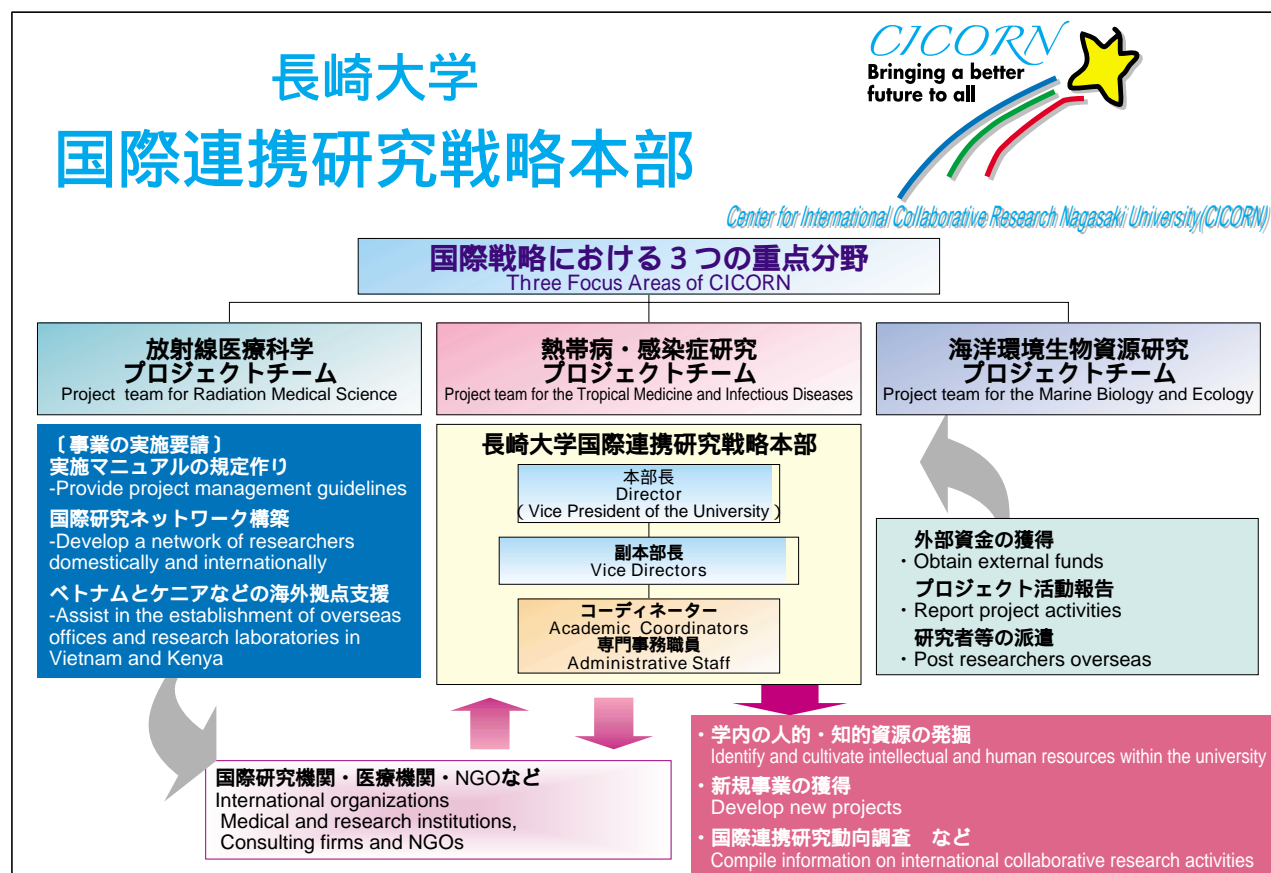 長崎大学
国際連携研究戦略本部
CICORN
Bringing a better
future to all
Center for International Collaborative Research Nagasaki University(CICORN)
国際戦略における３つの重点分野
Three Focus Areas of CICORN
放射線医療科学
プロジェクトチーム
Project team for Radiation Medical Science
熱帯病・感染症研究
プロジェクトチーム
Project team for the Tropical Medicine and Infectious Diseases
海洋環境生物資源研究
プロジェクトチーム
Project team for the Marine Biology and Ecology
〔事業の実施要請〕
実施マニュアルの規定作り
-Provide project management guidelines
国際研究ネットワーク構築
-Develop a network of researchers
domestically and internationally
ベトナムとケニアなどの海外拠点支援
-Assist in the establishment of overseas
offices and research laboratories in
Vietnam and Kenya
長崎大学国際連携研究戦略本部
本部長
Director
（Vice President of the University）
副本部長
Vice Directors
コーディネーター
Academic Coordinators
専門事務職員
Administrative Staff
外部資金の獲得
・Obtain external funds
プロジェクト活動報告
・Report project activities
研究者等の派遣
・Post researchers overseas
国際研究機関・医療機関・NGOなど
International organizations
Medical and research institutions,
Consulting firms and NGOs
・学内の人的・知的資源の発掘
Identify and cultivate intellectual and human resources within the university
・新規事業の獲得
Develop new projects
・国際連携研究動向調査　など
Compile information on international collaborative research activities